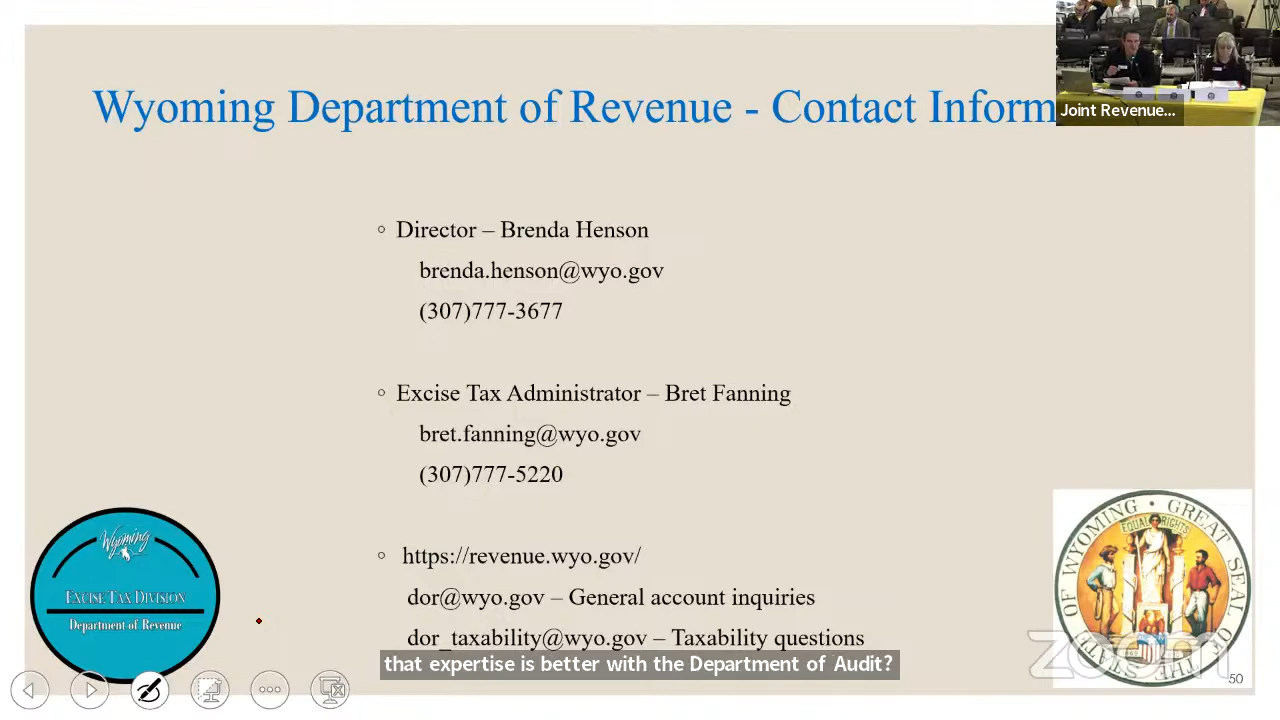 Wyoming Department of Revenue - Contact Inform
Joint Revenue...
◦ Director – Brenda Henson
brenda.henson@wyo.gov
(307)777-3677
◦ Excise Tax Administrator – Bret Fanning
bret.fanning@wyo.gov
(307)777-5220
◦ https://revenue.wyo.gov/
dor@wyo.gov – General account inquiries
dor_taxability@wyo.gov – Taxability questions
that expertise is better with the Department of Audit?
Wyoming
EXCISE TAX DIVISION
Department of Revenue
GREAT SEAL OF THE STATE OF WYOMING
EQUAL RIGHTS
zoom
50